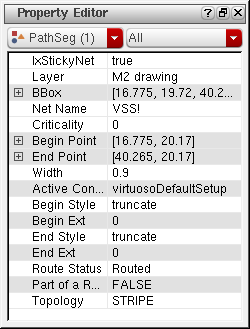 Property Editor
PathSeg (1) All
lxStickyNet true
Layer M2 drawing
BBox [16.775, 19.72, 40.2...
Net Name VSS!
Criticality 0
Begin Point [16.775, 20.17]
End Point [40.265, 20.17]
Width 0.9
Active Con... virtuosoDefaultSetup
Begin Style truncate
Begin Ext 0
End Style truncate
End Ext 0
Route Status Routed
Part of a R... FALSE
Topology STRIPE